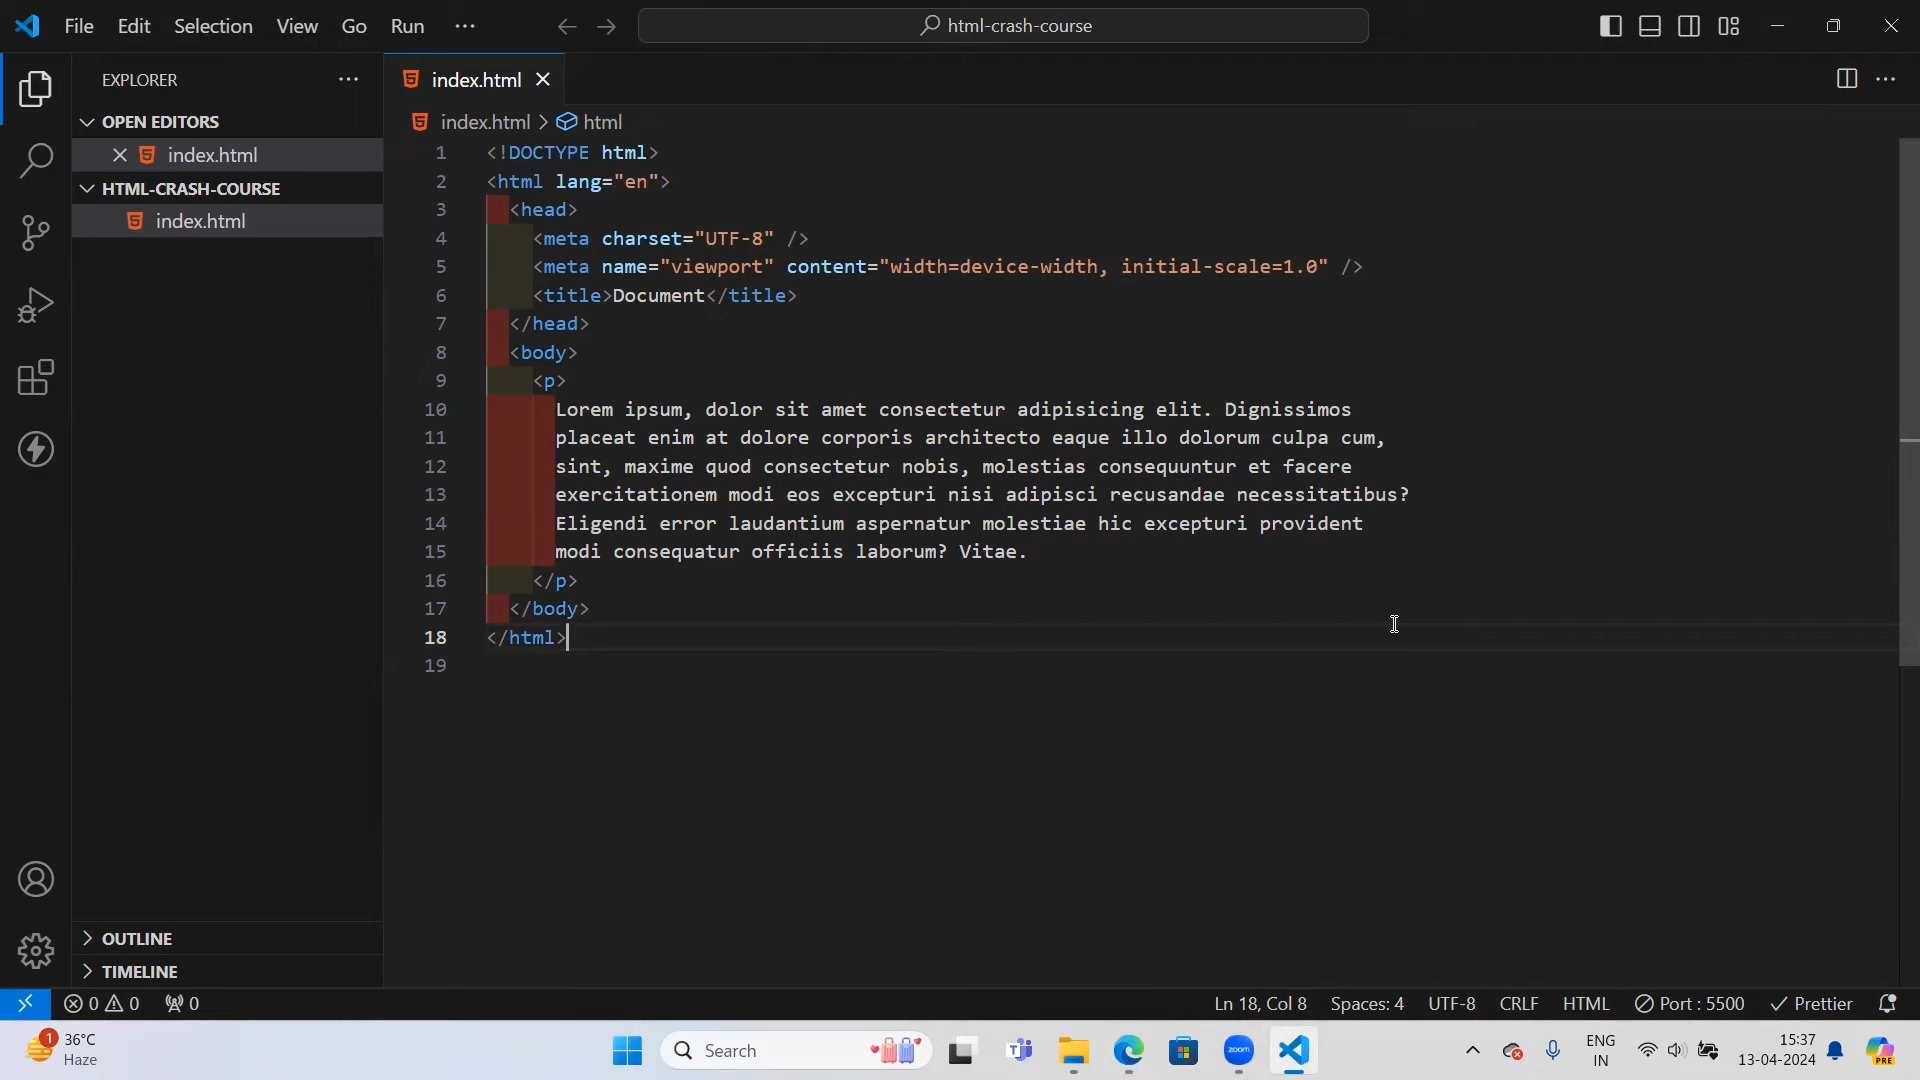 File Edit Selection View Go Run ··· html-crash-course
EXPLORER ···
OPEN EDITORS
index.html
HTML-CRASH-COURSE
index.html
index.html
index.html > html
1 <!DOCTYPE html>
2 <html lang="en">
3 <head>
4 <meta charset="UTF-8" />
5 <meta name="viewport" content="width=device-width, initial-scale=1.0" />
6 <title>Document</title>
7 </head>
8 <body>
9 <p>
10 Lorem ipsum, dolor sit amet consectetur adipisicing elit. Dignissimos
11 placeat enim at dolore corporis architecto eaque illo dolorum culpa cum,
12 sint, maxime quod consectetur nobis, molestias consequuntur et facere
13 exercitationem modi eos excepturi nisi adipisci recusandae necessitatibus?
14 Eligendi error laudantium aspernatur molestiae hic excepturi provident
15 modi consequatur officiis laborum? Vitae.
16 </p>
17 </body>
18 </html>
19
OUTLINE
TIMELINE
0 0 0 Ln 18, Col 8 Spaces: 4 UTF-8 CRLF HTML Port : 5500 Prettier
1 36°C
Haze
Search
zoom
ENG
IN
15:37
13-04-2024
PRE